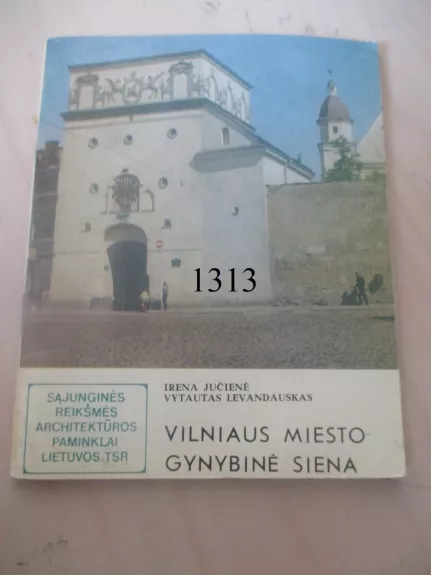 1313
IRENA JUČIENĖ
VYTAUTAS LEVANDAUSKAS
SĄJUNGINĖS
REIKŠMĖS
ARCHITEKTŪROS
PAMINKLAI
LIETUVOS TSR
VILNIAUS MIESTO
GYNYBINĖ SIENA